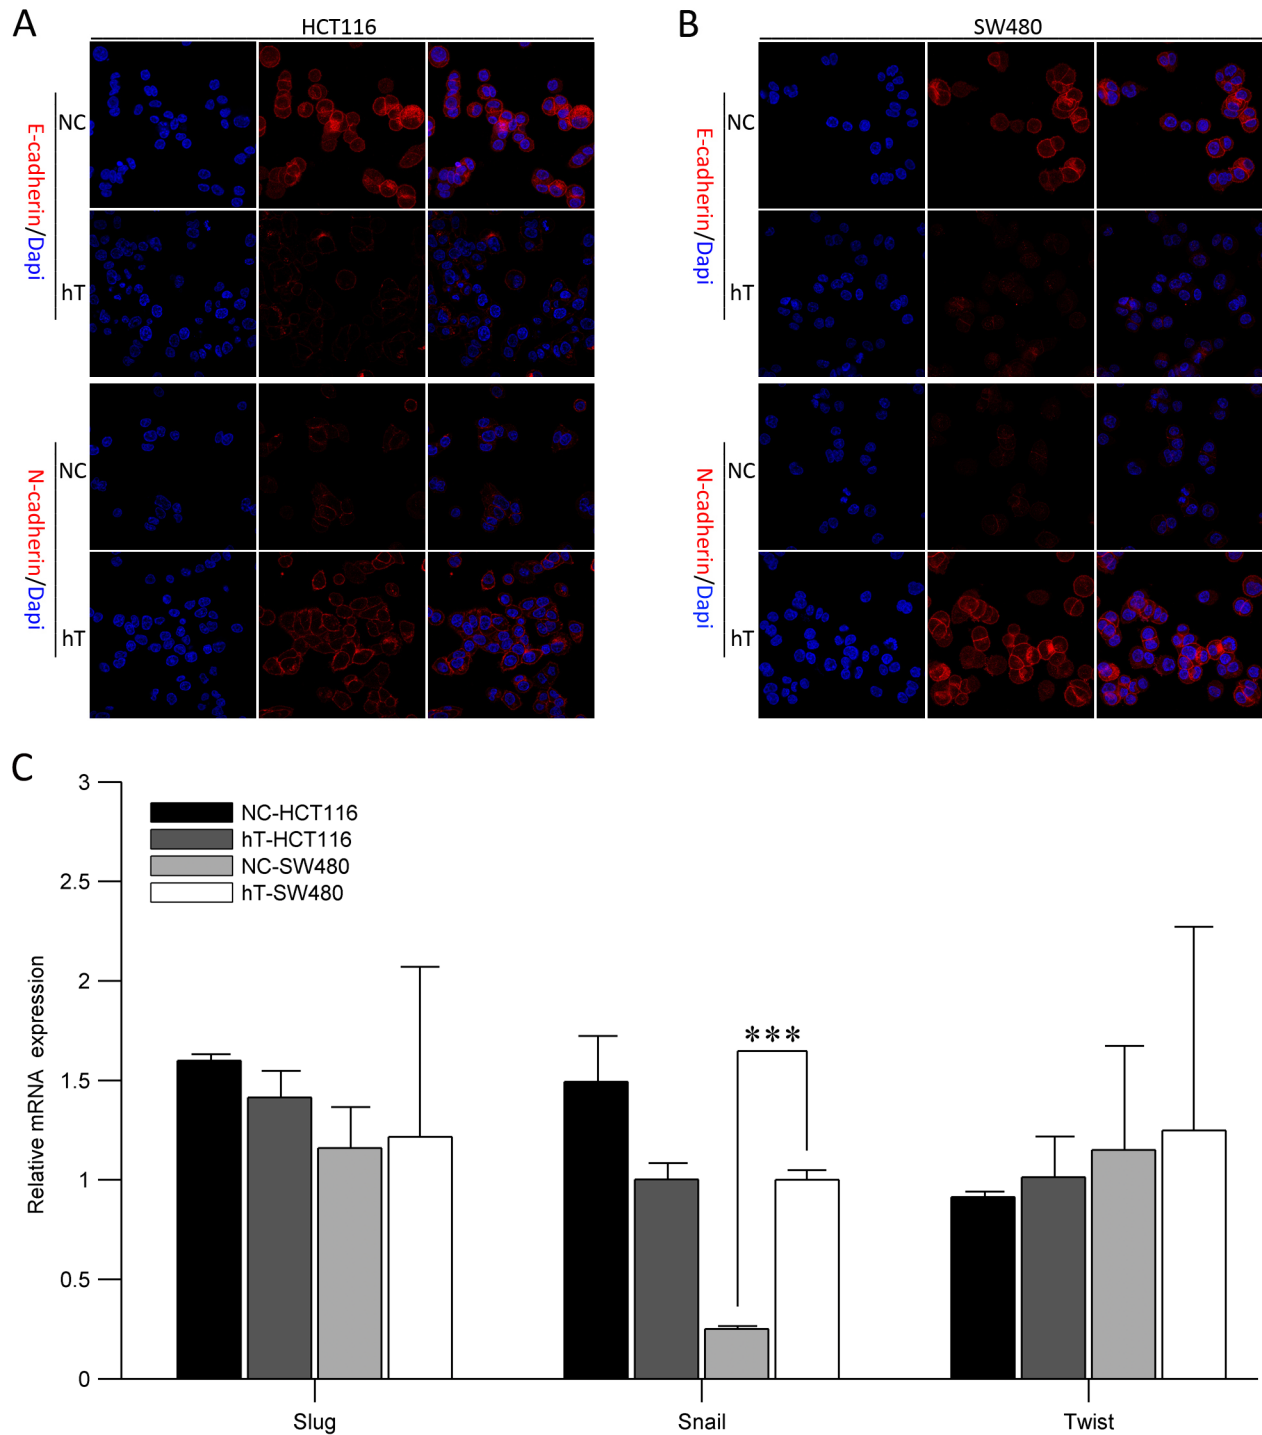 A
HCT116
E-cadherin/Dapi
NC
hT
N-cadherin/Dapi
NC
hT
B
SW480
E-cadherin/Dapi
NC
hT
N-cadherin/Dapi
NC
hT
C
Relative mRNA expression
3
2.5
2
1.5
1
0.5
0
NC-HCT116
hT-HCT116
NC-SW480
hT-SW480
***
Slug
Snail
Twist